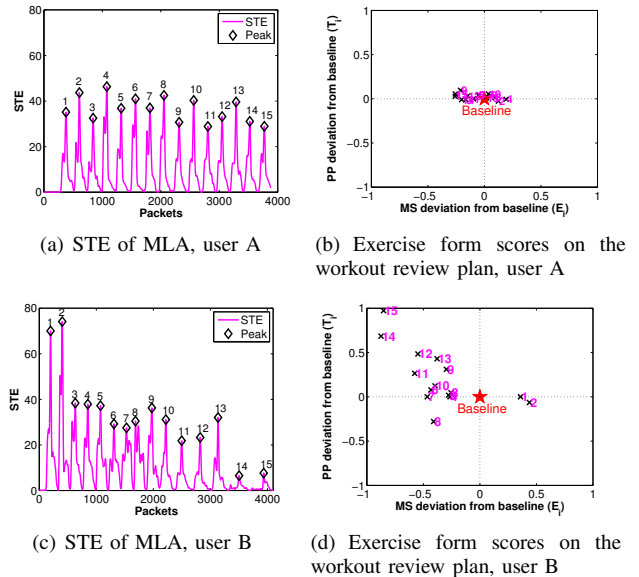 80
60
40
20
0
STE
STE
Peak
1 2 3 4 5 6 7 8 9 10 11 12 13 14 15
0 1000 2000 3000 4000
Packets
(a) STE of MLA, user A
1
0.5
0
−0.5
−1
PP deviation from baseline (Tᵢ)
Baseline
−1 −0.5 0 0.5 1
MS deviation from baseline (Eᵢ)
(b) Exercise form scores on the
workout review plan, user A
80
60
40
20
0
STE
STE
Peak
1 2 3 4 5 6 7 8 9 10 11 12 13 14 15
0 1000 2000 3000 4000
Packets
(c) STE of MLA, user B
1
0.5
0
−0.5
−1
PP deviation from baseline (Tᵢ)
15
14
12
13
11
9
1
2
Baseline
−1 −0.5 0 0.5 1
MS deviation from baseline (Eᵢ)
(d) Exercise form scores on the
workout review plan, user B